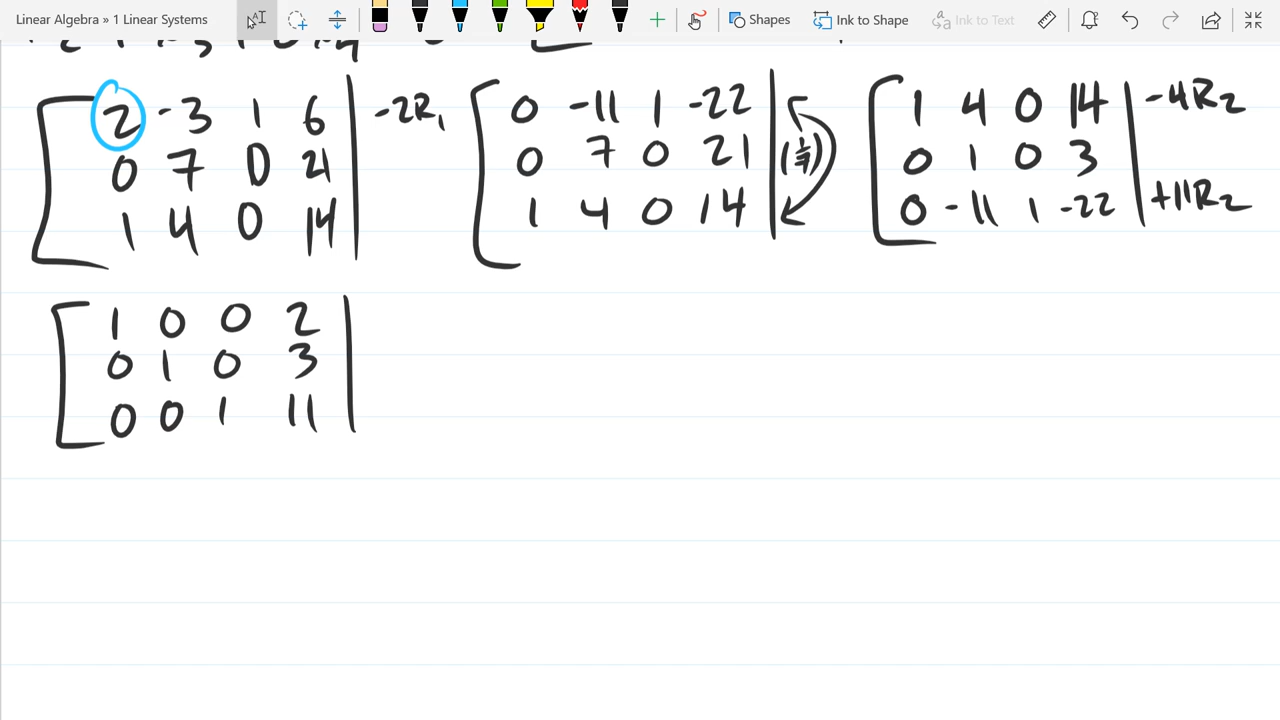 Linear Algebra » 1 Linear Systems
Shapes
Ink to Shape
Ink to Text
2 -3 1 6 -2R1
0 7 0 21
1 4 0 14
0 -11 1 -22
0 7 0 21 (1/7)
1 4 0 14
1 4 0 14 -4R2
0 1 0 3
0 -11 1 -22 +11R2
1 0 0 2
0 1 0 3
0 0 1 11